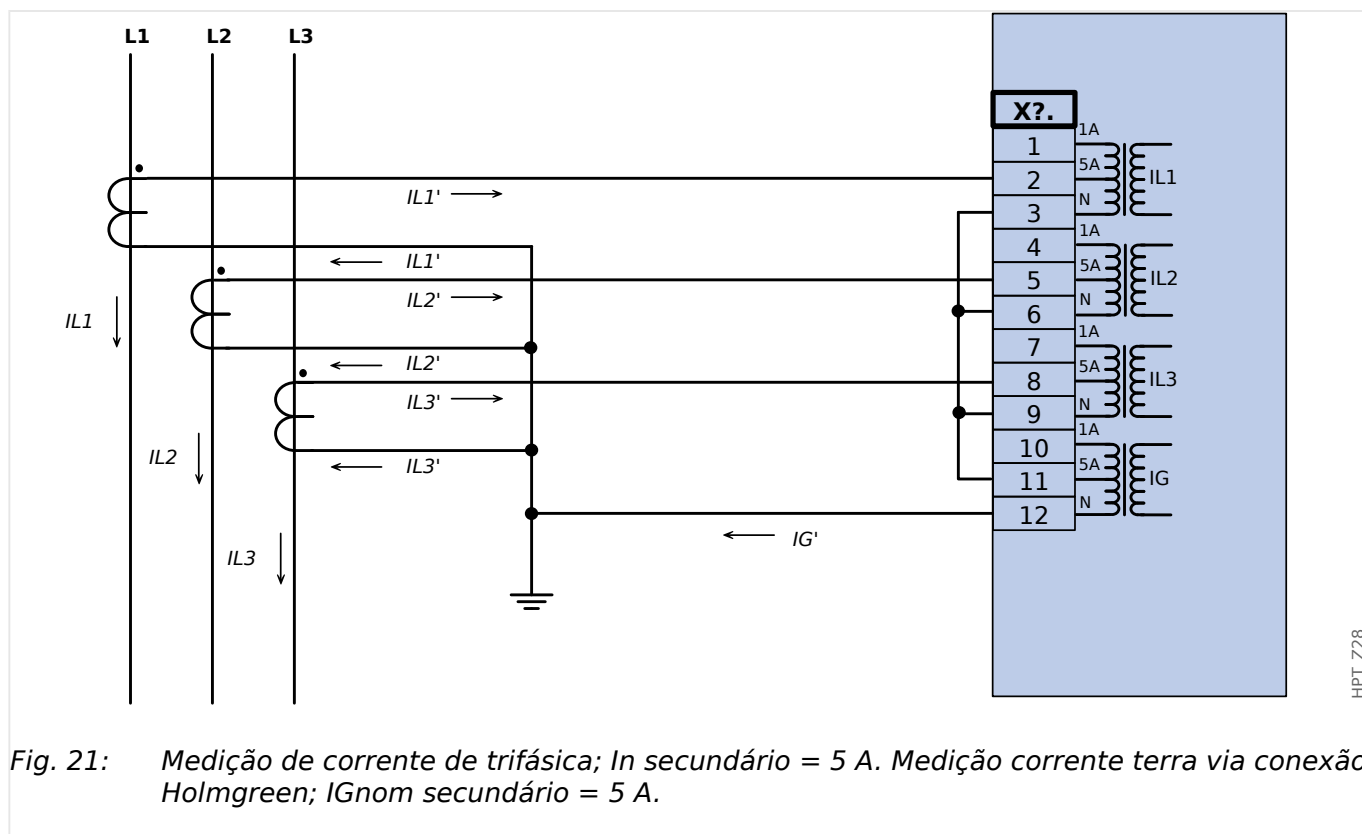 L1 L2 L3
X?.
1A
1
5A
2
IL1
N
3
1A
4
5A
5
IL2
N
6
1A
7
5A
8
IL3
N
9
1A
10
5A
11
IG
N
12
IL1'
IL1'
IL2'
IL1
IL2'
IL3'
IL2
IL3'
IG'
IL3
HPT_Z28
Fig. 21: Medição de corrente de trifásica; In secundário = 5 A. Medição corrente terra via conexão
Holmgreen; IGnom secundário = 5 A.